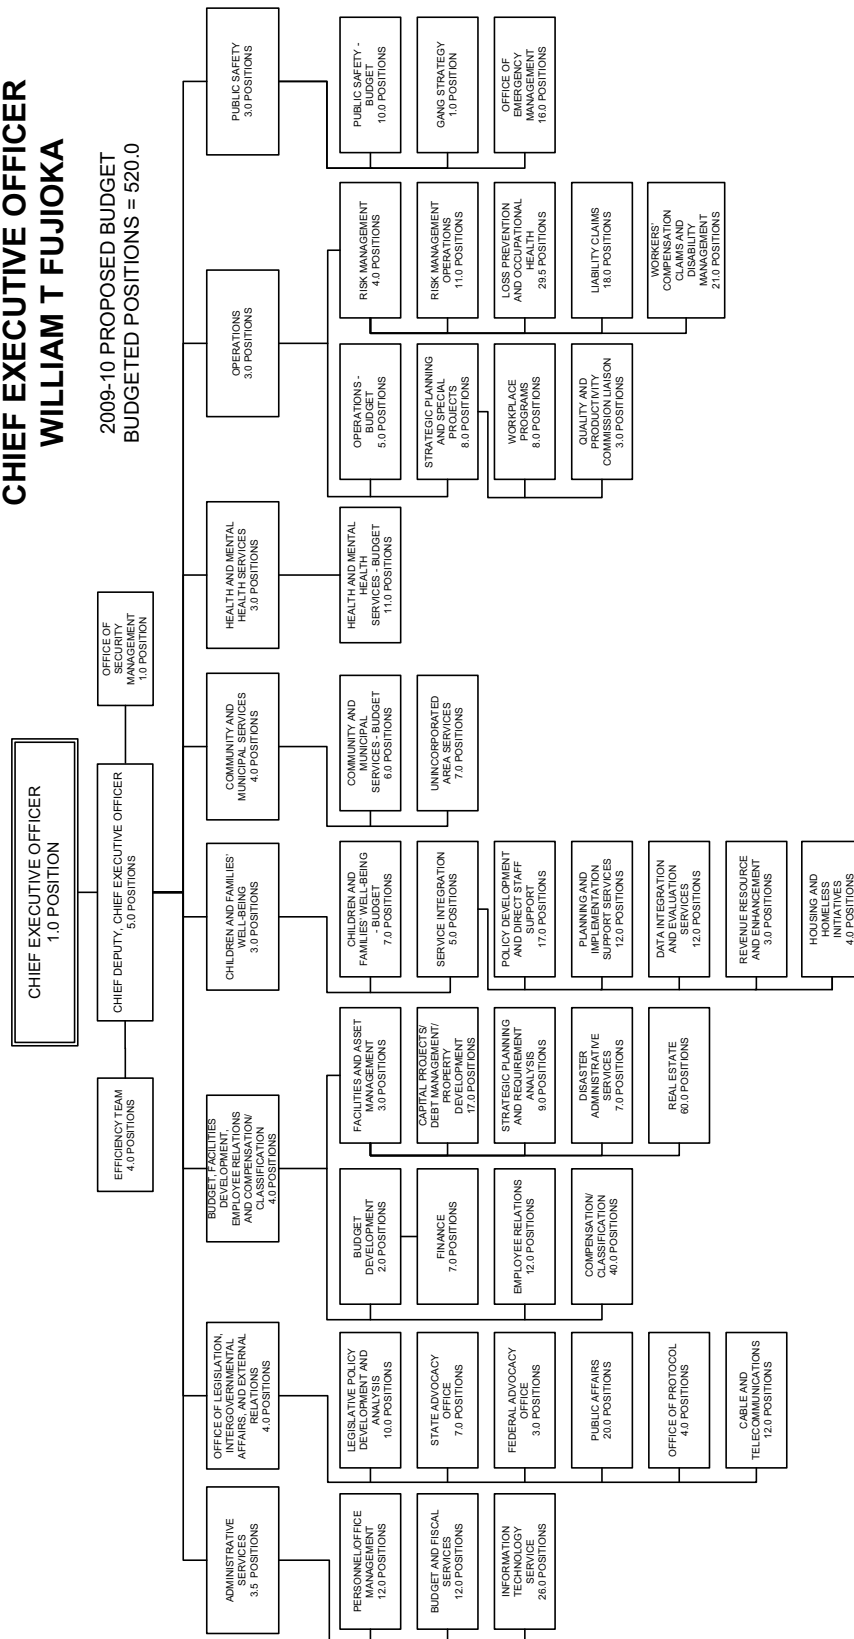 CHIEF EXECUTIVE OFFICER
WILLIAM T FUJIOKA
2009-10 PROPOSED BUDGET
BUDGETED POSITIONS = 520.0
CHIEF EXECUTIVE OFFICER
1.0 POSITION
EFFICIENCY TEAM
4.0 POSITIONS
CHIEF DEPUTY, CHIEF EXECUTIVE OFFICER
5.0 POSITIONS
OFFICE OF
SECURITY
MANAGEMENT
1.0 POSITION
ADMINISTRATIVE
SERVICES
3.5 POSITIONS
PERSONNEL/OFFICE
MANAGEMENT
12.0 POSITIONS
BUDGET AND FISCAL
SERVICES
12.0 POSITIONS
INFORMATION
TECHNOLOGY
SERVICE
26.0 POSITIONS
OFFICE OF LEGISLATION,
INTERGOVERNMENTAL
AFFAIRS, AND EXTERNAL
RELATIONS
4.0 POSITIONS
LEGISLATIVE POLICY
DEVELOPMENT AND
ANALYSIS
10.0 POSITIONS
STATE ADVOCACY
OFFICE
7.0 POSITIONS
FEDERAL ADVOCACY
OFFICE
3.0 POSITIONS
PUBLIC AFFAIRS
20.0 POSITIONS
OFFICE OF PROTOCOL
4.0 POSITIONS
CABLE AND
TELECOMMUNICATIONS
12.0 POSITIONS
BUDGET, FACILITIES
DEVELOPMENT,
EMPLOYEE RELATIONS
AND COMPENSATION/
CLASSIFICATION
4.0 POSITIONS
BUDGET
DEVELOPMENT
2.0 POSITIONS
FINANCE
7.0 POSITIONS
EMPLOYEE RELATIONS
12.0 POSITIONS
COMPENSATION/
CLASSIFICATION
40.0 POSITIONS
FACILITIES AND ASSET
MANAGEMENT
3.0 POSITIONS
CAPITAL PROJECTS/
DEBT MANAGEMENT/
PROPERTY
DEVELOPMENT
17.0 POSITIONS
STRATEGIC PLANNING
AND REQUIREMENT
ANALYSIS
9.0 POSITIONS
DISASTER
ADMINISTRATIVE
SERVICES
7.0 POSITIONS
REAL ESTATE
60.0 POSITIONS
CHILDREN AND FAMILIES'
WELL-BEING
3.0 POSITIONS
CHILDREN AND
FAMILIES' WELL-BEING
- BUDGET
7.0 POSITIONS
SERVICE INTEGRATION
5.0 POSITIONS
POLICY DEVELOPMENT
AND DIRECT STAFF
SUPPORT
17.0 POSITIONS
PLANNING AND
IMPLEMENTATION
SUPPORT SERVICES
12.0 POSITIONS
DATA INTEGRATION
AND EVALUATION
SERVICES
12.0 POSITIONS
REVENUE RESOURCE
AND ENHANCEMENT
3.0 POSITIONS
HOUSING AND
HOMELESS
INITIATIVES
4.0 POSITIONS
COMMUNITY AND
MUNICIPAL SERVICES
4.0 POSITIONS
COMMUNITY AND
MUNICIPAL
SERVICES - BUDGET
6.0 POSITIONS
UNINCORPORATED
AREA SERVICES
7.0 POSITIONS
HEALTH AND MENTAL
HEALTH SERVICES
3.0 POSITIONS
HEALTH AND MENTAL
HEALTH
SERVICES - BUDGET
11.0 POSITIONS
OPERATIONS
3.0 POSITIONS
OPERATIONS -
BUDGET
5.0 POSITIONS
STRATEGIC PLANNING
AND SPECIAL
PROJECTS
8.0 POSITIONS
WORKPLACE
PROGRAMS
8.0 POSITIONS
QUALITY AND
PRODUCTIVITY
COMMISSION LIAISON
3.0 POSITIONS
RISK MANAGEMENT
4.0 POSITIONS
RISK MANAGEMENT
OPERATIONS
11.0 POSITIONS
LOSS PREVENTION
AND OCCUPATIONAL
HEALTH
29.5 POSITIONS
LIABILITY CLAIMS
18.0 POSITIONS
WORKERS'
COMPENSATION
CLAIMS AND
DISABILITY
MANAGEMENT
21.0 POSITIONS
PUBLIC SAFETY
3.0 POSITIONS
PUBLIC SAFETY -
BUDGET
10.0 POSITIONS
GANG STRATEGY
1.0 POSITION
OFFICE OF
EMERGENCY
MANAGEMENT
16.0 POSITIONS